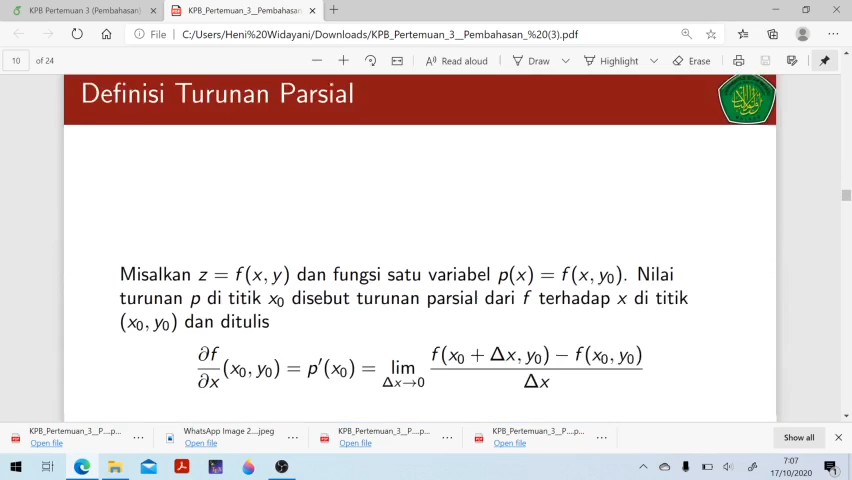 KPB Pertemuan 3 (Pembahasan)
KPB_Pertemuan_3__Pembahasan_
File
C:/Users/Heni%20Widayani/Downloads/KPB_Pertemuan_3__Pembahasan_%20(3).pdf
10 of 24
Read aloud
Draw
Highlight
Erase
Definisi Turunan Parsial
Misalkan z = f(x, y) dan fungsi satu variabel p(x) = f(x, y₀). Nilai
turunan p di titik x₀ disebut turunan parsial dari f terhadap x di titik
(x₀, y₀) dan ditulis
∂f/∂x (x₀, y₀) = p′(x₀) = lim Δx→0 (f(x₀ + Δx, y₀) − f(x₀, y₀))/Δx
KPB_Pertemuan_3__P....p...
Open file
WhatsApp Image 2....jpeg
Open file
KPB_Pertemuan_3__P....p...
Open file
KPB_Pertemuan_3__P....p...
Open file
Show all
7:07
17/10/2020
1